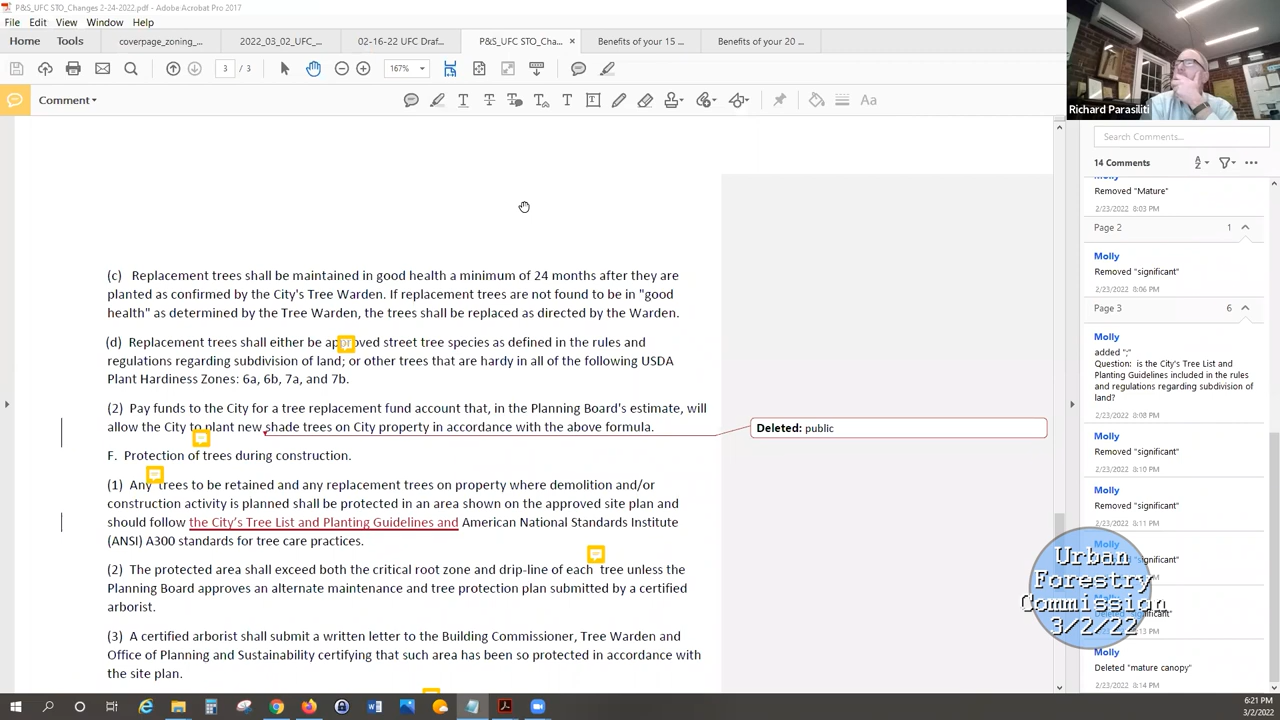 P&S_UFC STO_Changes 2-24-2022.pdf - Adobe Acrobat Pro 2017
File Edit View Window Help
Home Tools coverpage_zoning_... 2022_03_02_UFC_... 02-16-22 UFC Draf... P&S_UFC STO_Cha... × Benefits of your 15 ... Benefits of your 20 ...
3 / 3 167%
Comment
Aa
Richard Parasiliti
Search Comments...
14 Comments
(c) Replacement trees shall be maintained in good health a minimum of 24 months after they are
planted as confirmed by the City's Tree Warden. If replacement trees are not found to be in "good
health" as determined by the Tree Warden, the trees shall be replaced as directed by the Warden.
(d) Replacement trees shall either be approved street tree species as defined in the rules and
regulations regarding subdivision of land; or other trees that are hardy in all of the following USDA
Plant Hardiness Zones: 6a, 6b, 7a, and 7b.
(2) Pay funds to the City for a tree replacement fund account that, in the Planning Board's estimate, will
allow the City to plant new shade trees on City property in accordance with the above formula.
Deleted: public
F. Protection of trees during construction.
(1) Any trees to be retained and any replacement trees on property where demolition and/or
construction activity is planned shall be protected in an area shown on the approved site plan and
should follow the City's Tree List and Planting Guidelines and American National Standards Institute
(ANSI) A300 standards for tree care practices.
(2) The protected area shall exceed both the critical root zone and drip-line of each tree unless the
Planning Board approves an alternate maintenance and tree protection plan submitted by a certified
arborist.
(3) A certified arborist shall submit a written letter to the Building Commissioner, Tree Warden and
Office of Planning and Sustainability certifying that such area has been so protected in accordance with
the site plan.
Molly
Removed "Mature"
2/23/2022 8:03 PM
Page 2 1
Molly
Removed "significant"
2/23/2022 8:06 PM
Page 3 6
Molly
added ";"
Question: is the City's Tree List and
Planting Guidelines included in the rules
and regulations regarding subdivision of
land?
2/23/2022 8:08 PM
Molly
Removed "significant"
2/23/2022 8:10 PM
Molly
Removed "significant"
2/23/2022 8:11 PM
Molly
significant"
PM
Molly
Deleted "significant"
8:13 PM
Molly
Deleted "mature canopy"
2/23/2022 8:14 PM
Urban
Forestry
Commission
3/2/22
6:21 PM
3/2/2022